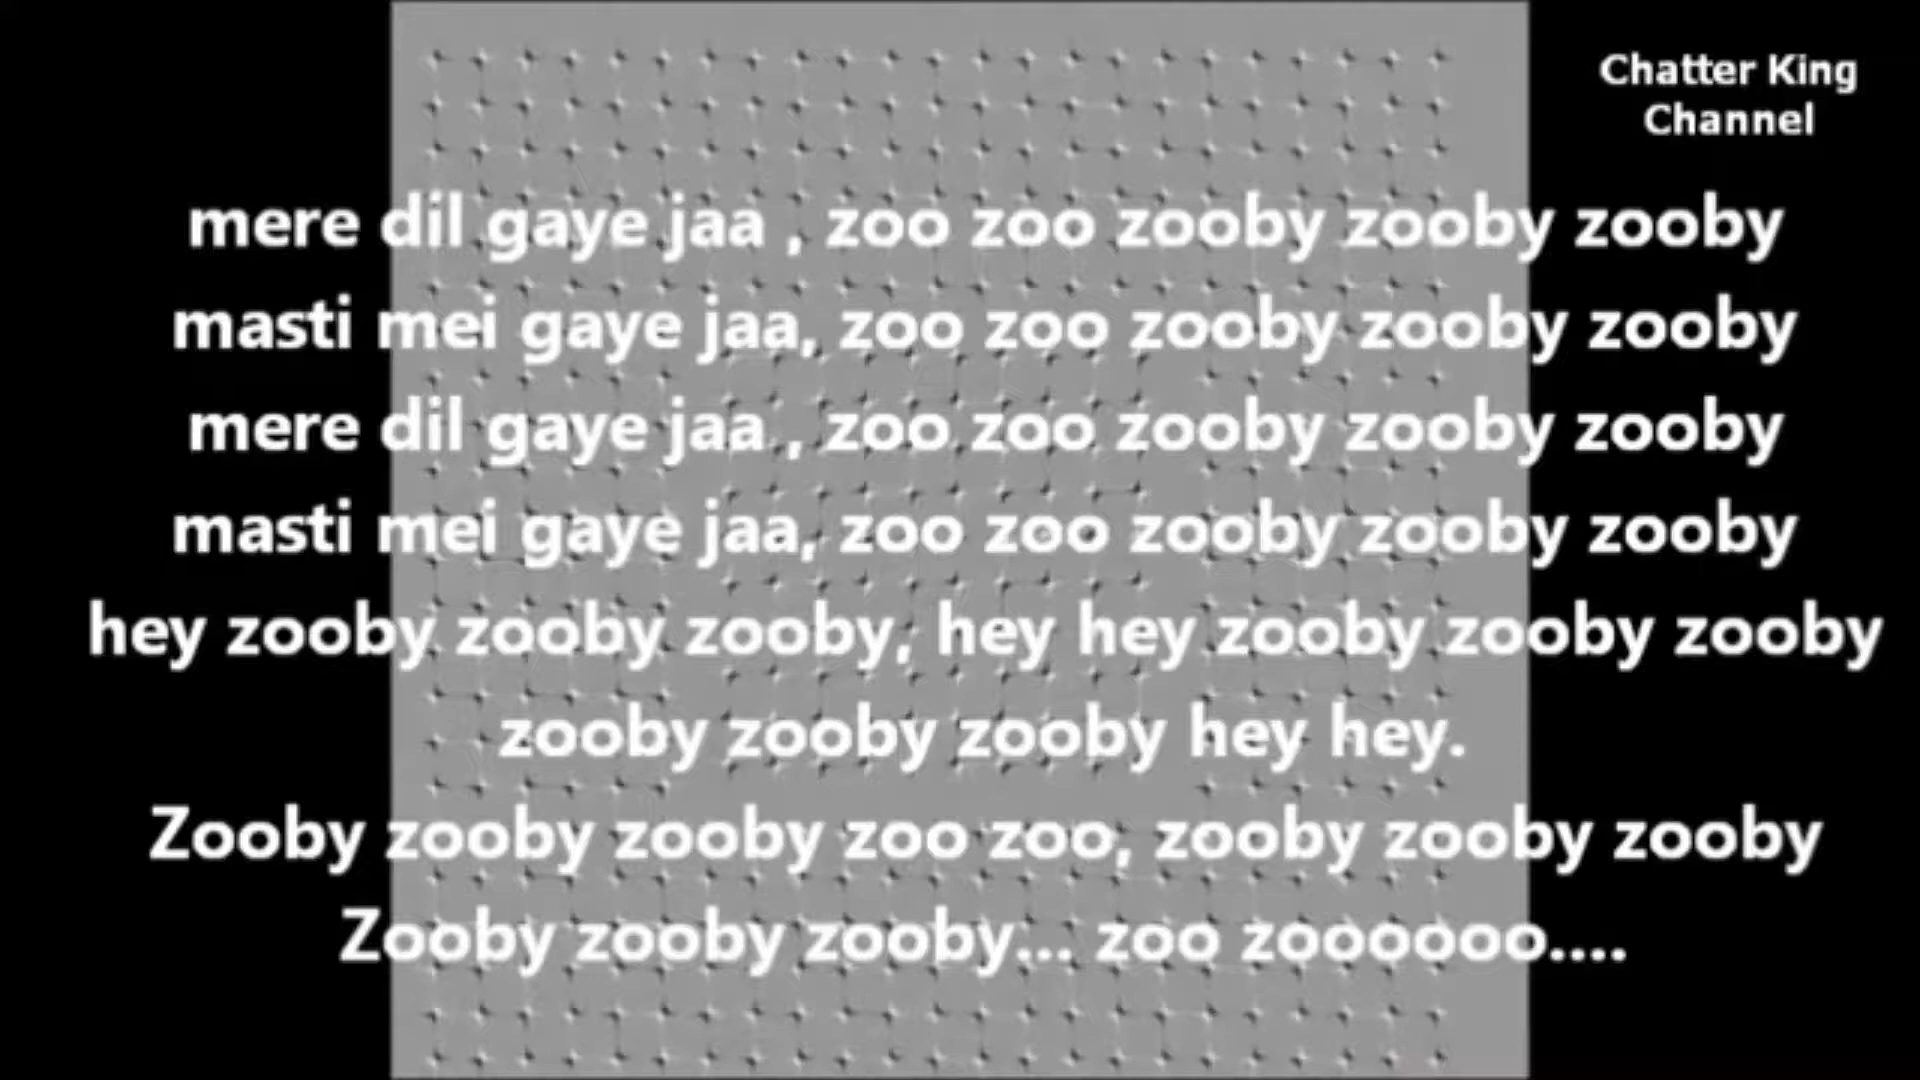 Chatter King
Channel
mere dil gaye jaa , zoo zoo zooby zooby zooby
masti mei gaye jaa, zoo zoo zooby zooby zooby
mere dil gaye jaa , zoo zoo zooby zooby zooby
masti mei gaye jaa, zoo zoo zooby zooby zooby
hey zooby zooby zooby, hey hey zooby zooby zooby
zooby zooby zooby hey hey.
Zooby zooby zooby zoo zoo, zooby zooby zooby
Zooby zooby zooby... zoo zoooooo....